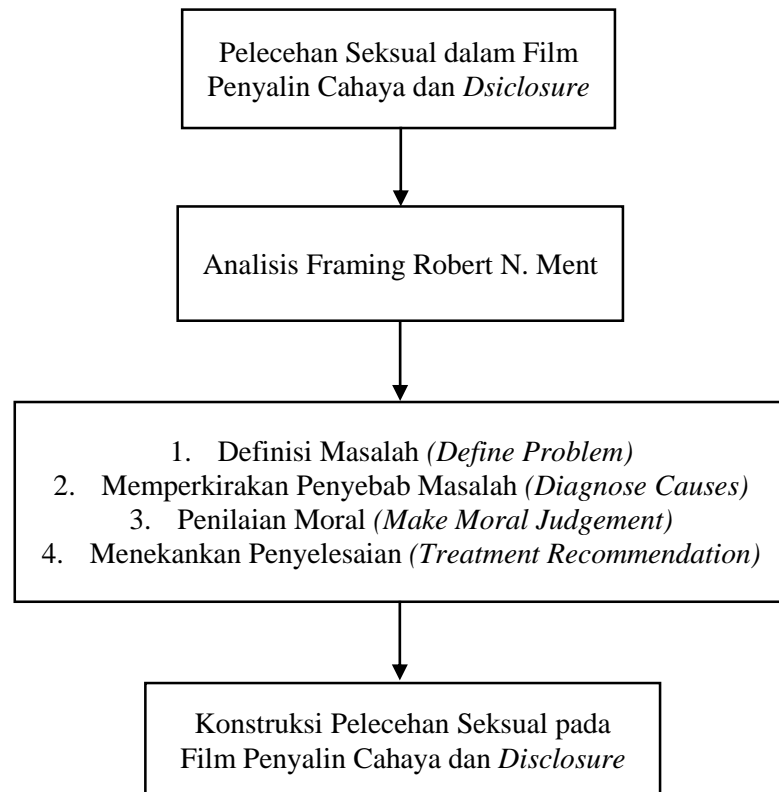 Pelecehan Seksual dalam Film
Penyalin Cahaya dan Dsiclosure
Analisis Framing Robert N. Ment
1. Definisi Masalah (Define Problem)
2. Memperkirakan Penyebab Masalah (Diagnose Causes)
3. Penilaian Moral (Make Moral Judgement)
4. Menekankan Penyelesaian (Treatment Recommendation)
Konstruksi Pelecehan Seksual pada
Film Penyalin Cahaya dan Disclosure